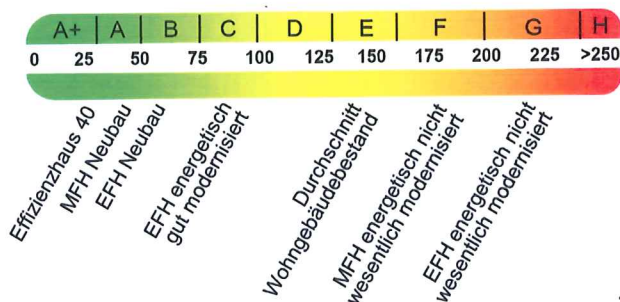 A+ A B C D E F G H
0 25 50 75 100 125 150 175 200 225 >250
Effizienzhaus 40
MFH Neubau
EFH Neubau
EFH energetisch
gut modernisiert
Durchschnitt
Wohngebäudebestand
MFH energetisch nicht
wesentlich modernisiert
EFH energetisch nicht
wesentlich modernisiert